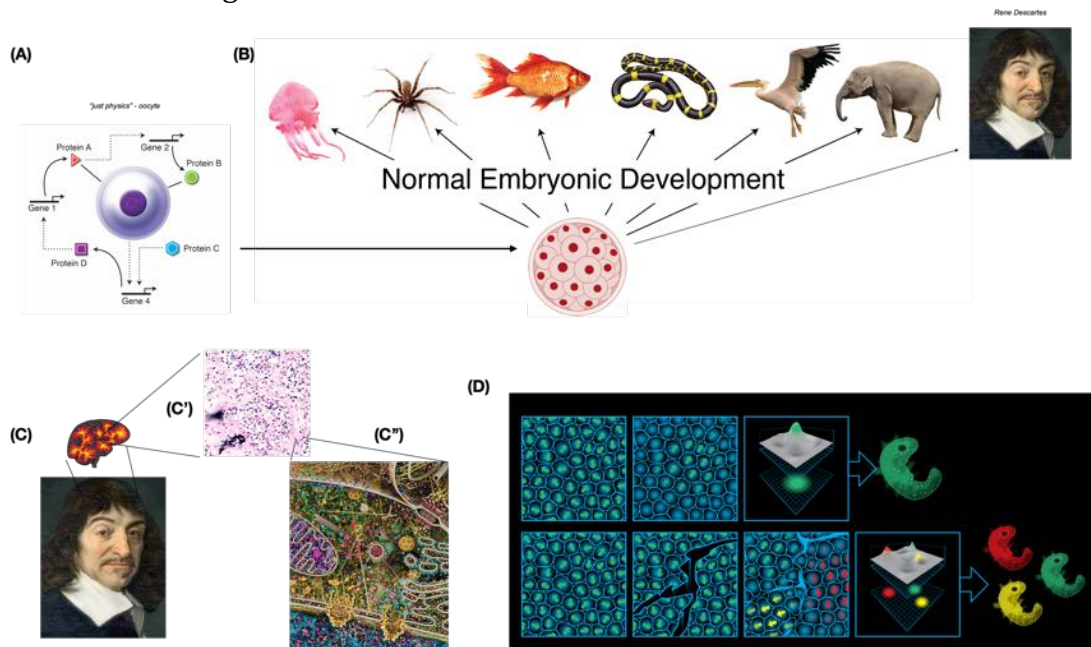 Rene Descartes
(A)
(B)
"just physics" - oocyte
Protein A
Gene 2
Protein B
Gene 1
Protein C
Protein D
Gene 4
Normal Embryonic Development
(C)
(C')
(C")
(D)